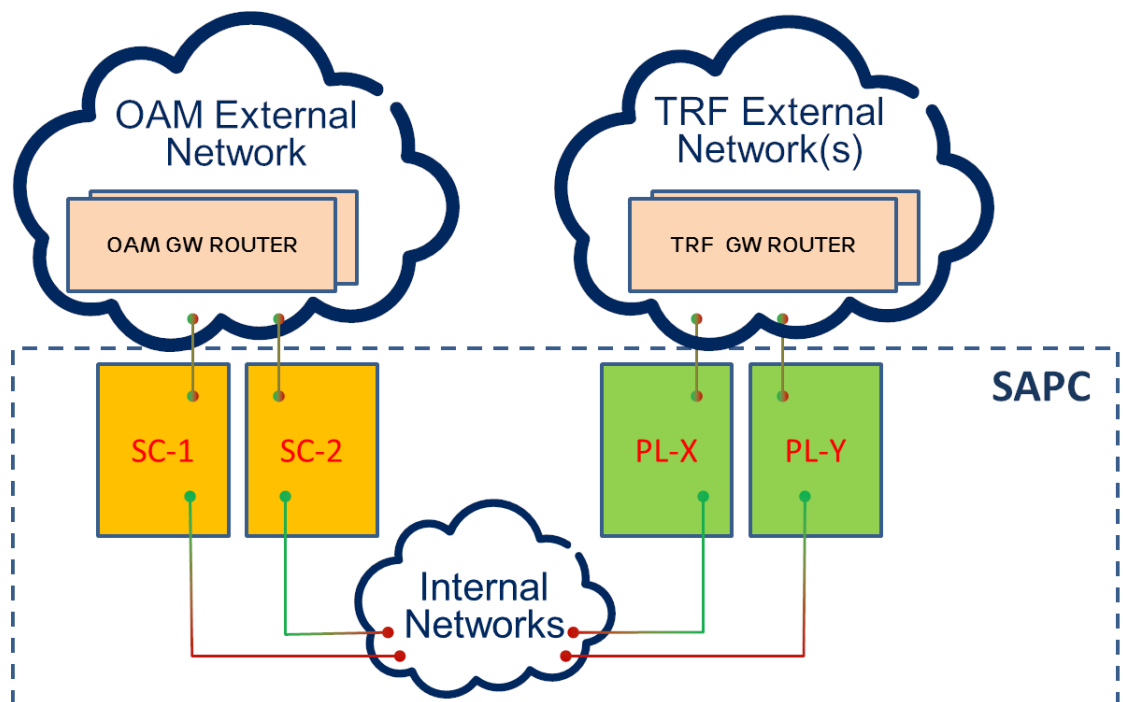 OAM External
Network
OAM GW ROUTER
TRF External
Network(s)
TRF GW ROUTER
SAPC
SC-1
SC-2
PL-X
PL-Y
Internal
Networks